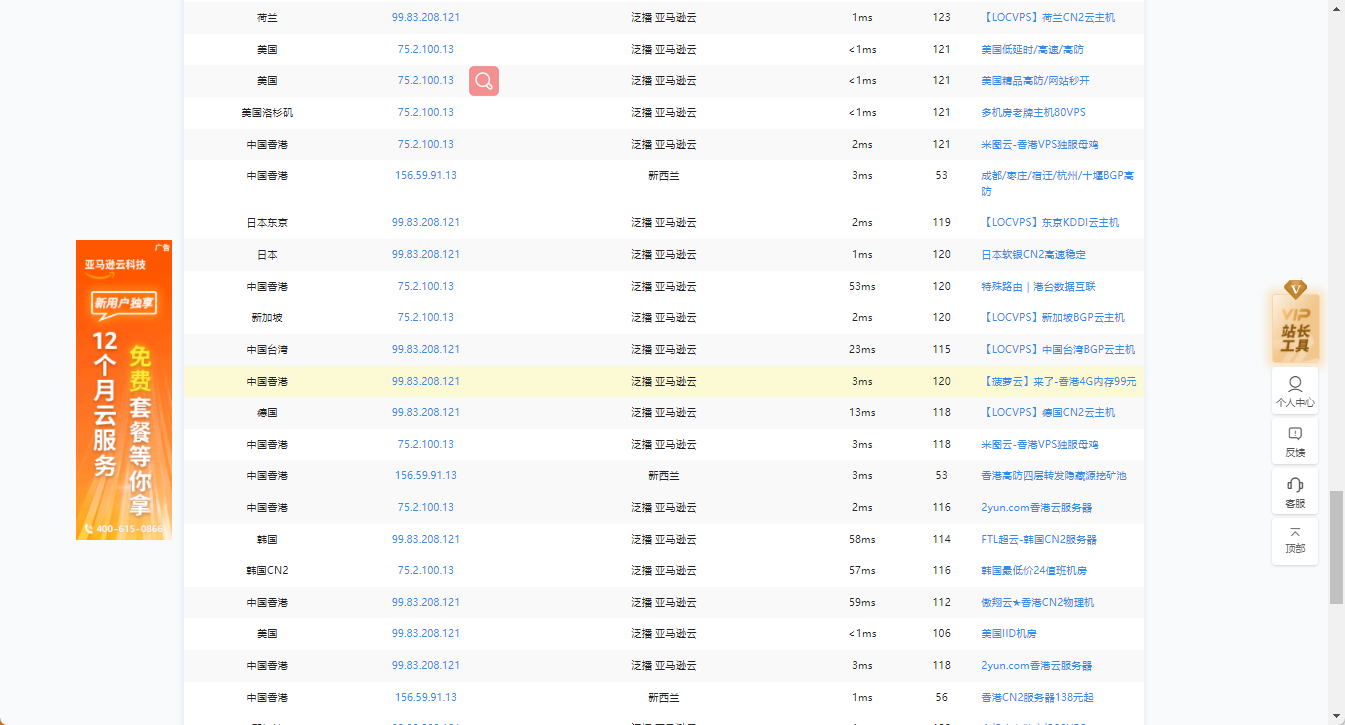 荷兰 99.83.208.121 泛播 亚马逊云 1ms 123 【LOCVPS】荷兰CN2云主机
美国 75.2.100.13 泛播 亚马逊云 <1ms 121 美国低延时/高速/高防
美国 75.2.100.13 泛播 亚马逊云 <1ms 121 美国精品高防/网站秒开
美国洛杉矶 75.2.100.13 泛播 亚马逊云 <1ms 121 多机房老牌主机80VPS
中国香港 75.2.100.13 泛播 亚马逊云 2ms 121 米图云-香港VPS独服母鸡
中国香港 156.59.91.13 新西兰 3ms 53 成都/枣庄/宿迁/杭州/十堰BGP高
防
日本东京 99.83.208.121 泛播 亚马逊云 2ms 119 【LOCVPS】东京KDDI云主机
日本 99.83.208.121 泛播 亚马逊云 1ms 120 日本软银CN2高速稳定
中国香港 75.2.100.13 泛播 亚马逊云 53ms 120 特殊路由｜港台数据互联
新加坡 75.2.100.13 泛播 亚马逊云 2ms 120 【LOCVPS】新加坡BGP云主机
中国台湾 99.83.208.121 泛播 亚马逊云 23ms 115 【LOCVPS】中国台湾BGP云主机
中国香港 99.83.208.121 泛播 亚马逊云 3ms 120 【菠萝云】来了-香港4G内存99元
德国 99.83.208.121 泛播 亚马逊云 13ms 118 【LOCVPS】德国CN2云主机
中国香港 75.2.100.13 泛播 亚马逊云 3ms 118 米图云-香港VPS独服母鸡
中国香港 156.59.91.13 新西兰 3ms 53 香港高防四层转发隐藏源挖矿池
中国香港 75.2.100.13 泛播 亚马逊云 2ms 116 2yun.com香港云服务器
韩国 99.83.208.121 泛播 亚马逊云 58ms 114 FTL超云-韩国CN2服务器
韩国CN2 75.2.100.13 泛播 亚马逊云 57ms 116 韩国最低价24值班机房
中国香港 99.83.208.121 泛播 亚马逊云 59ms 112 傲翔云★香港CN2物理机
美国 99.83.208.121 泛播 亚马逊云 <1ms 106 美国IID机房
中国香港 99.83.208.121 泛播 亚马逊云 3ms 118 2yun.com香港云服务器
中国香港 156.59.91.13 新西兰 1ms 56 香港CN2服务器138元起
广告
亚马逊云科技
新用户独享
12个月云服务
免费套餐等你拿
400-615-0866
V
VIP
站长
工具
个人中心
反馈
客服
顶部